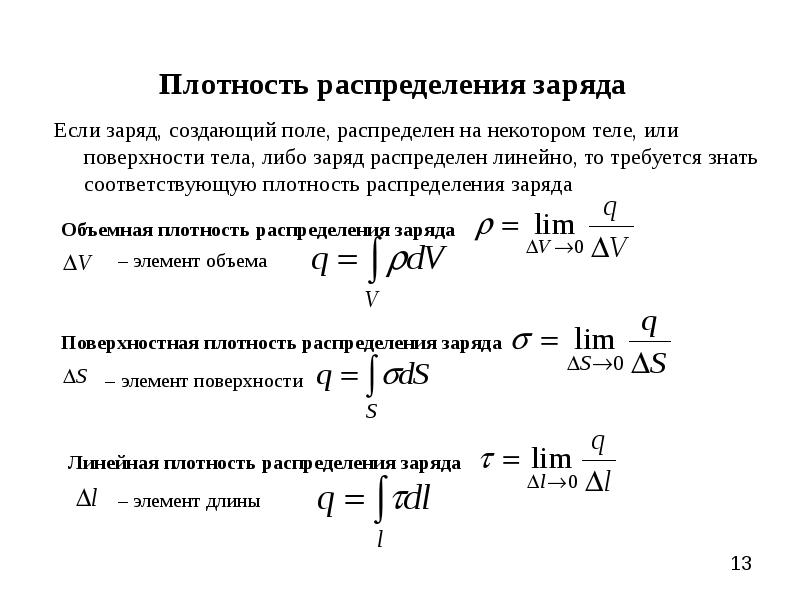 Плотность распределения заряда
Если заряд, создающий поле, распределен на некотором теле, или
поверхности тела, либо заряд распределен линейно, то требуется знать
соответствующую плотность распределения заряда
Объемная плотность распределения заряда ρ = lim_{ΔV→0} q/ΔV
ΔV – элемент объема q = ∫_V ρdV
Поверхностная плотность распределения заряда σ = lim_{ΔS→0} q/ΔS
ΔS – элемент поверхности q = ∫_S σdS
Линейная плотность распределения заряда τ = lim_{Δl→0} q/Δl
Δl – элемент длины q = ∫_l τdl
13